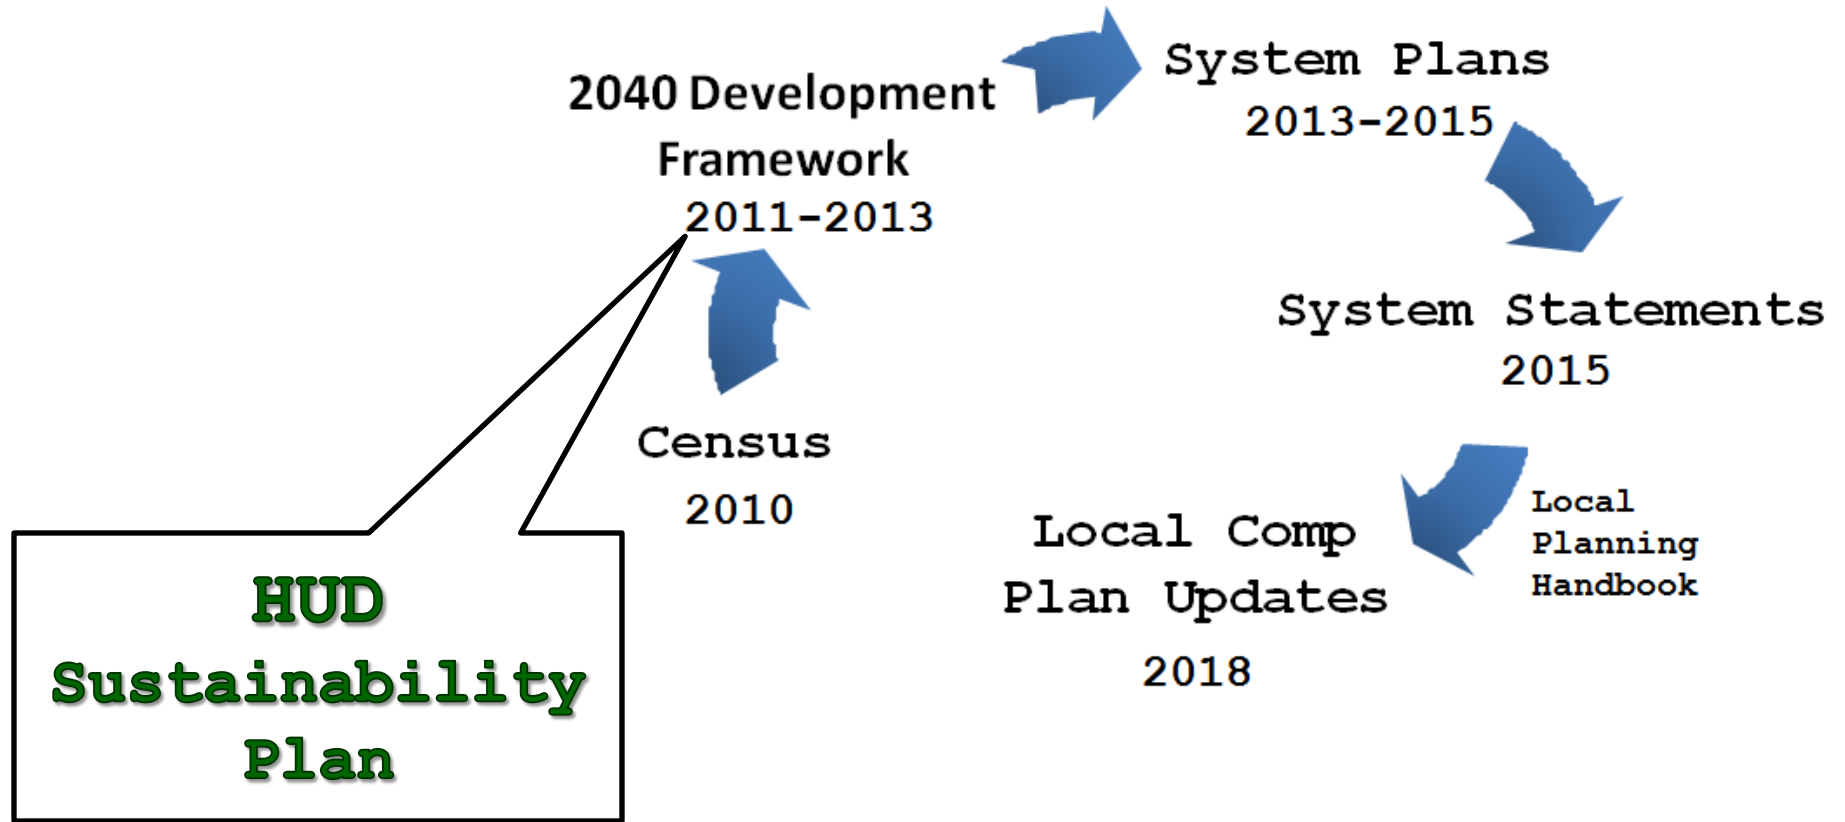 2040 Development
Framework
2011-2013
System Plans
2013-2015
System Statements
2015
Local
Planning
Handbook
Local Comp
Plan Updates
2018
Census
2010
HUD
Sustainability
Plan